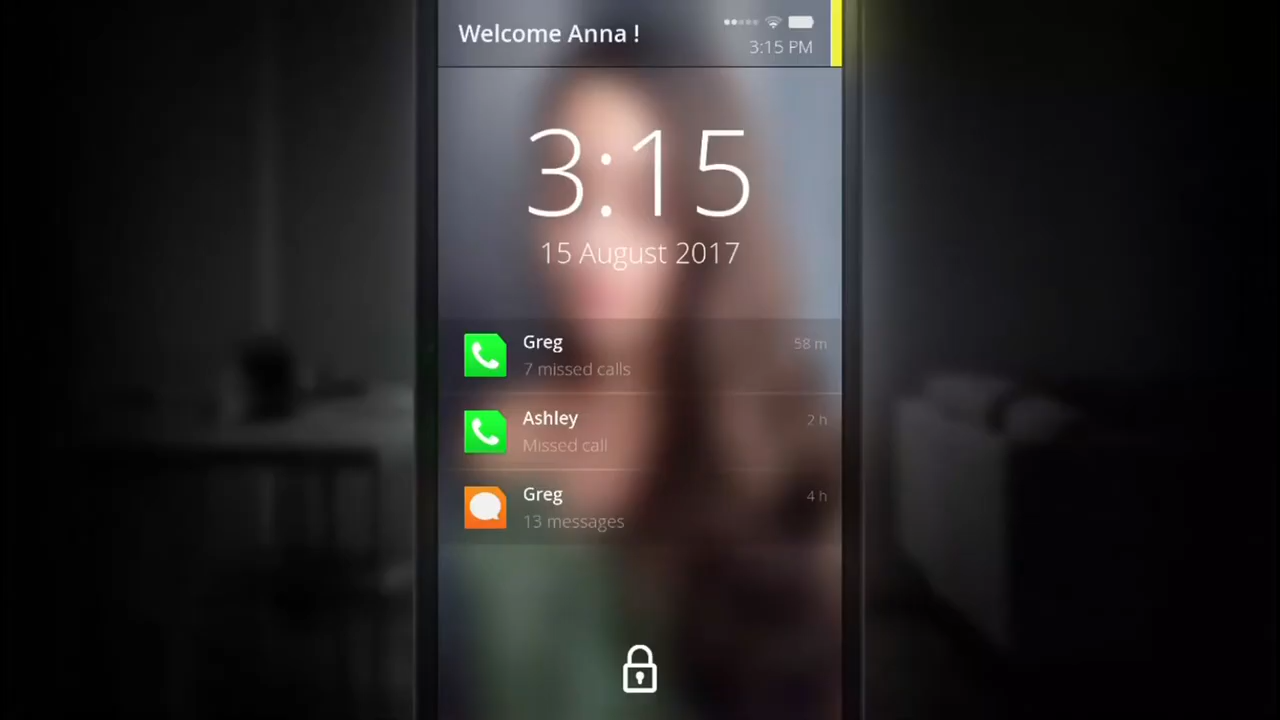 Welcome Anna !
3:15 PM
3:15
15 August 2017
Greg
58 m
7 missed calls
Ashley
2 h
Missed call
Greg
4 h
13 messages